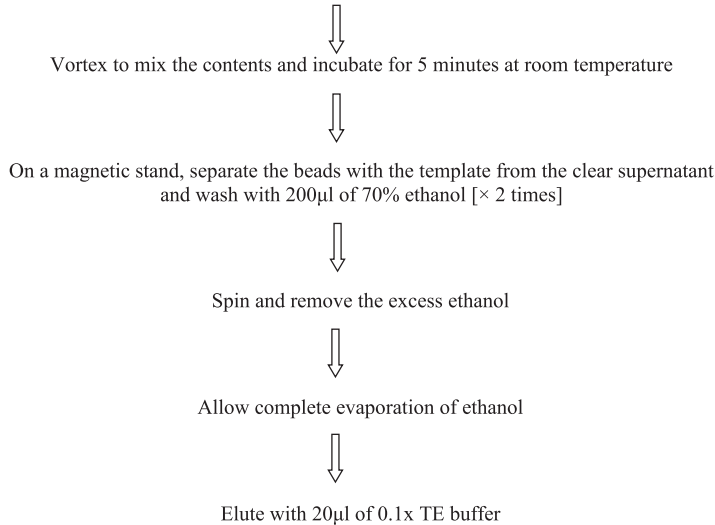 Vortex to mix the contents and incubate for 5 minutes at room temperature
On a magnetic stand, separate the beads with the template from the clear supernatant
and wash with 200μl of 70% ethanol [× 2 times]
Spin and remove the excess ethanol
Allow complete evaporation of ethanol
Elute with 20μl of 0.1x TE buffer